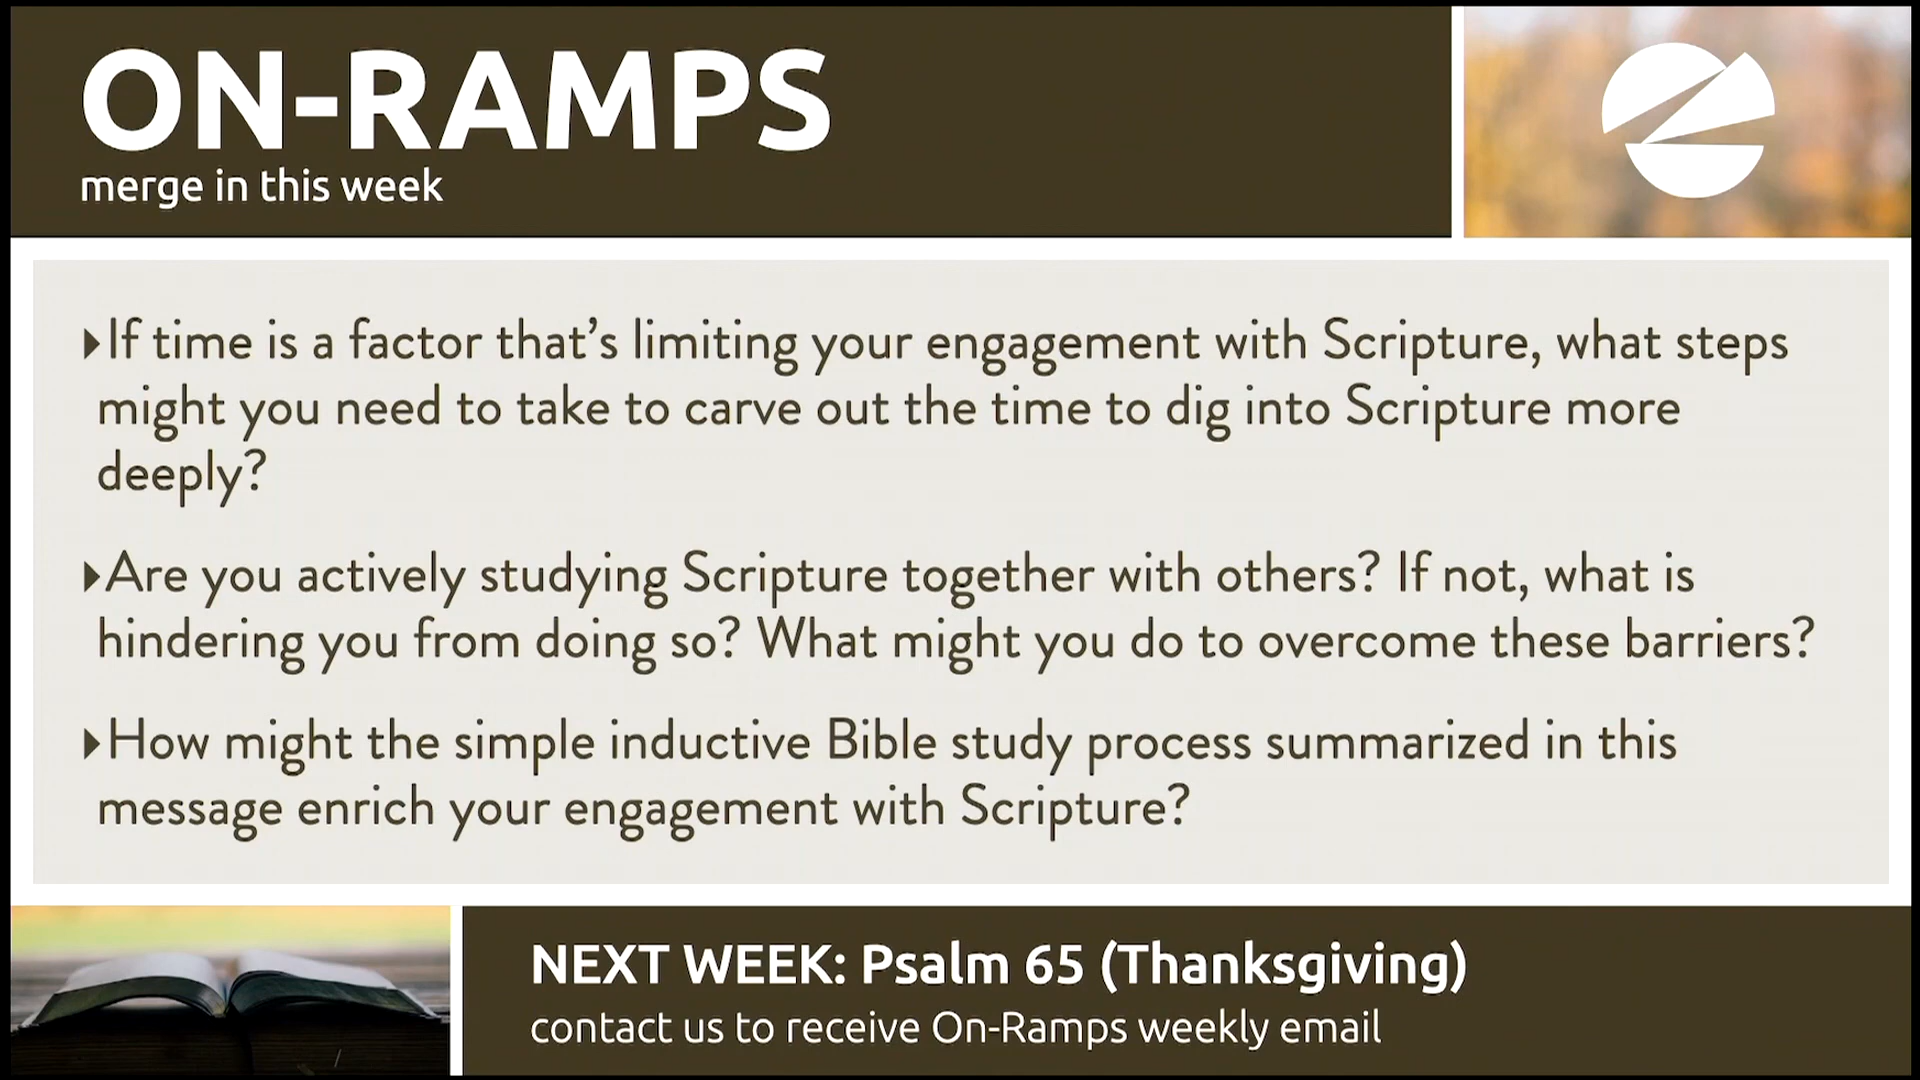 ON-RAMPS
merge in this week
▸If time is a factor that’s limiting your engagement with Scripture, what steps
might you need to take to carve out the time to dig into Scripture more
deeply?
▸Are you actively studying Scripture together with others? If not, what is
hindering you from doing so? What might you do to overcome these barriers?
▸How might the simple inductive Bible study process summarized in this
message enrich your engagement with Scripture?
NEXT WEEK: Psalm 65 (Thanksgiving)
contact us to receive On-Ramps weekly email